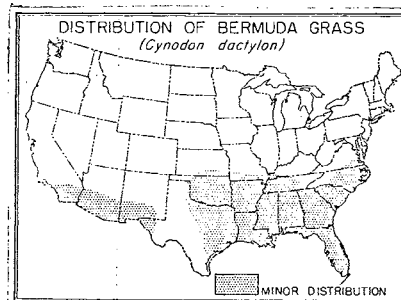 DISTRIBUTION OF BERMUDA GRASS
(Cynodon dactylon)
MINOR DISTRIBUTION